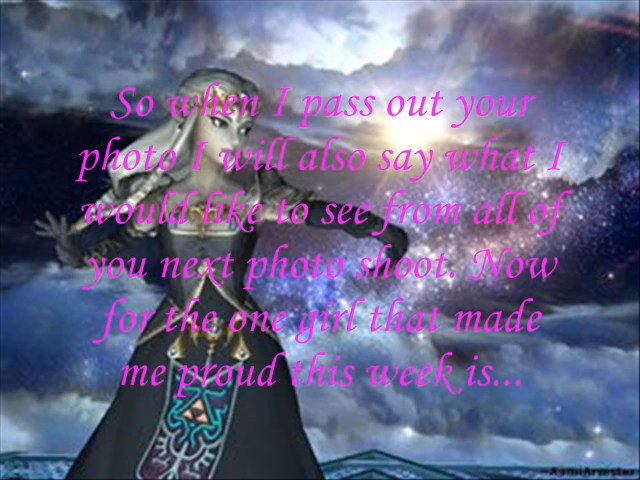 So when I pass out your
photo I will also say what I
would like to see from all of
you next photo shoot. Now
for the one girl that made
me proud this week is...